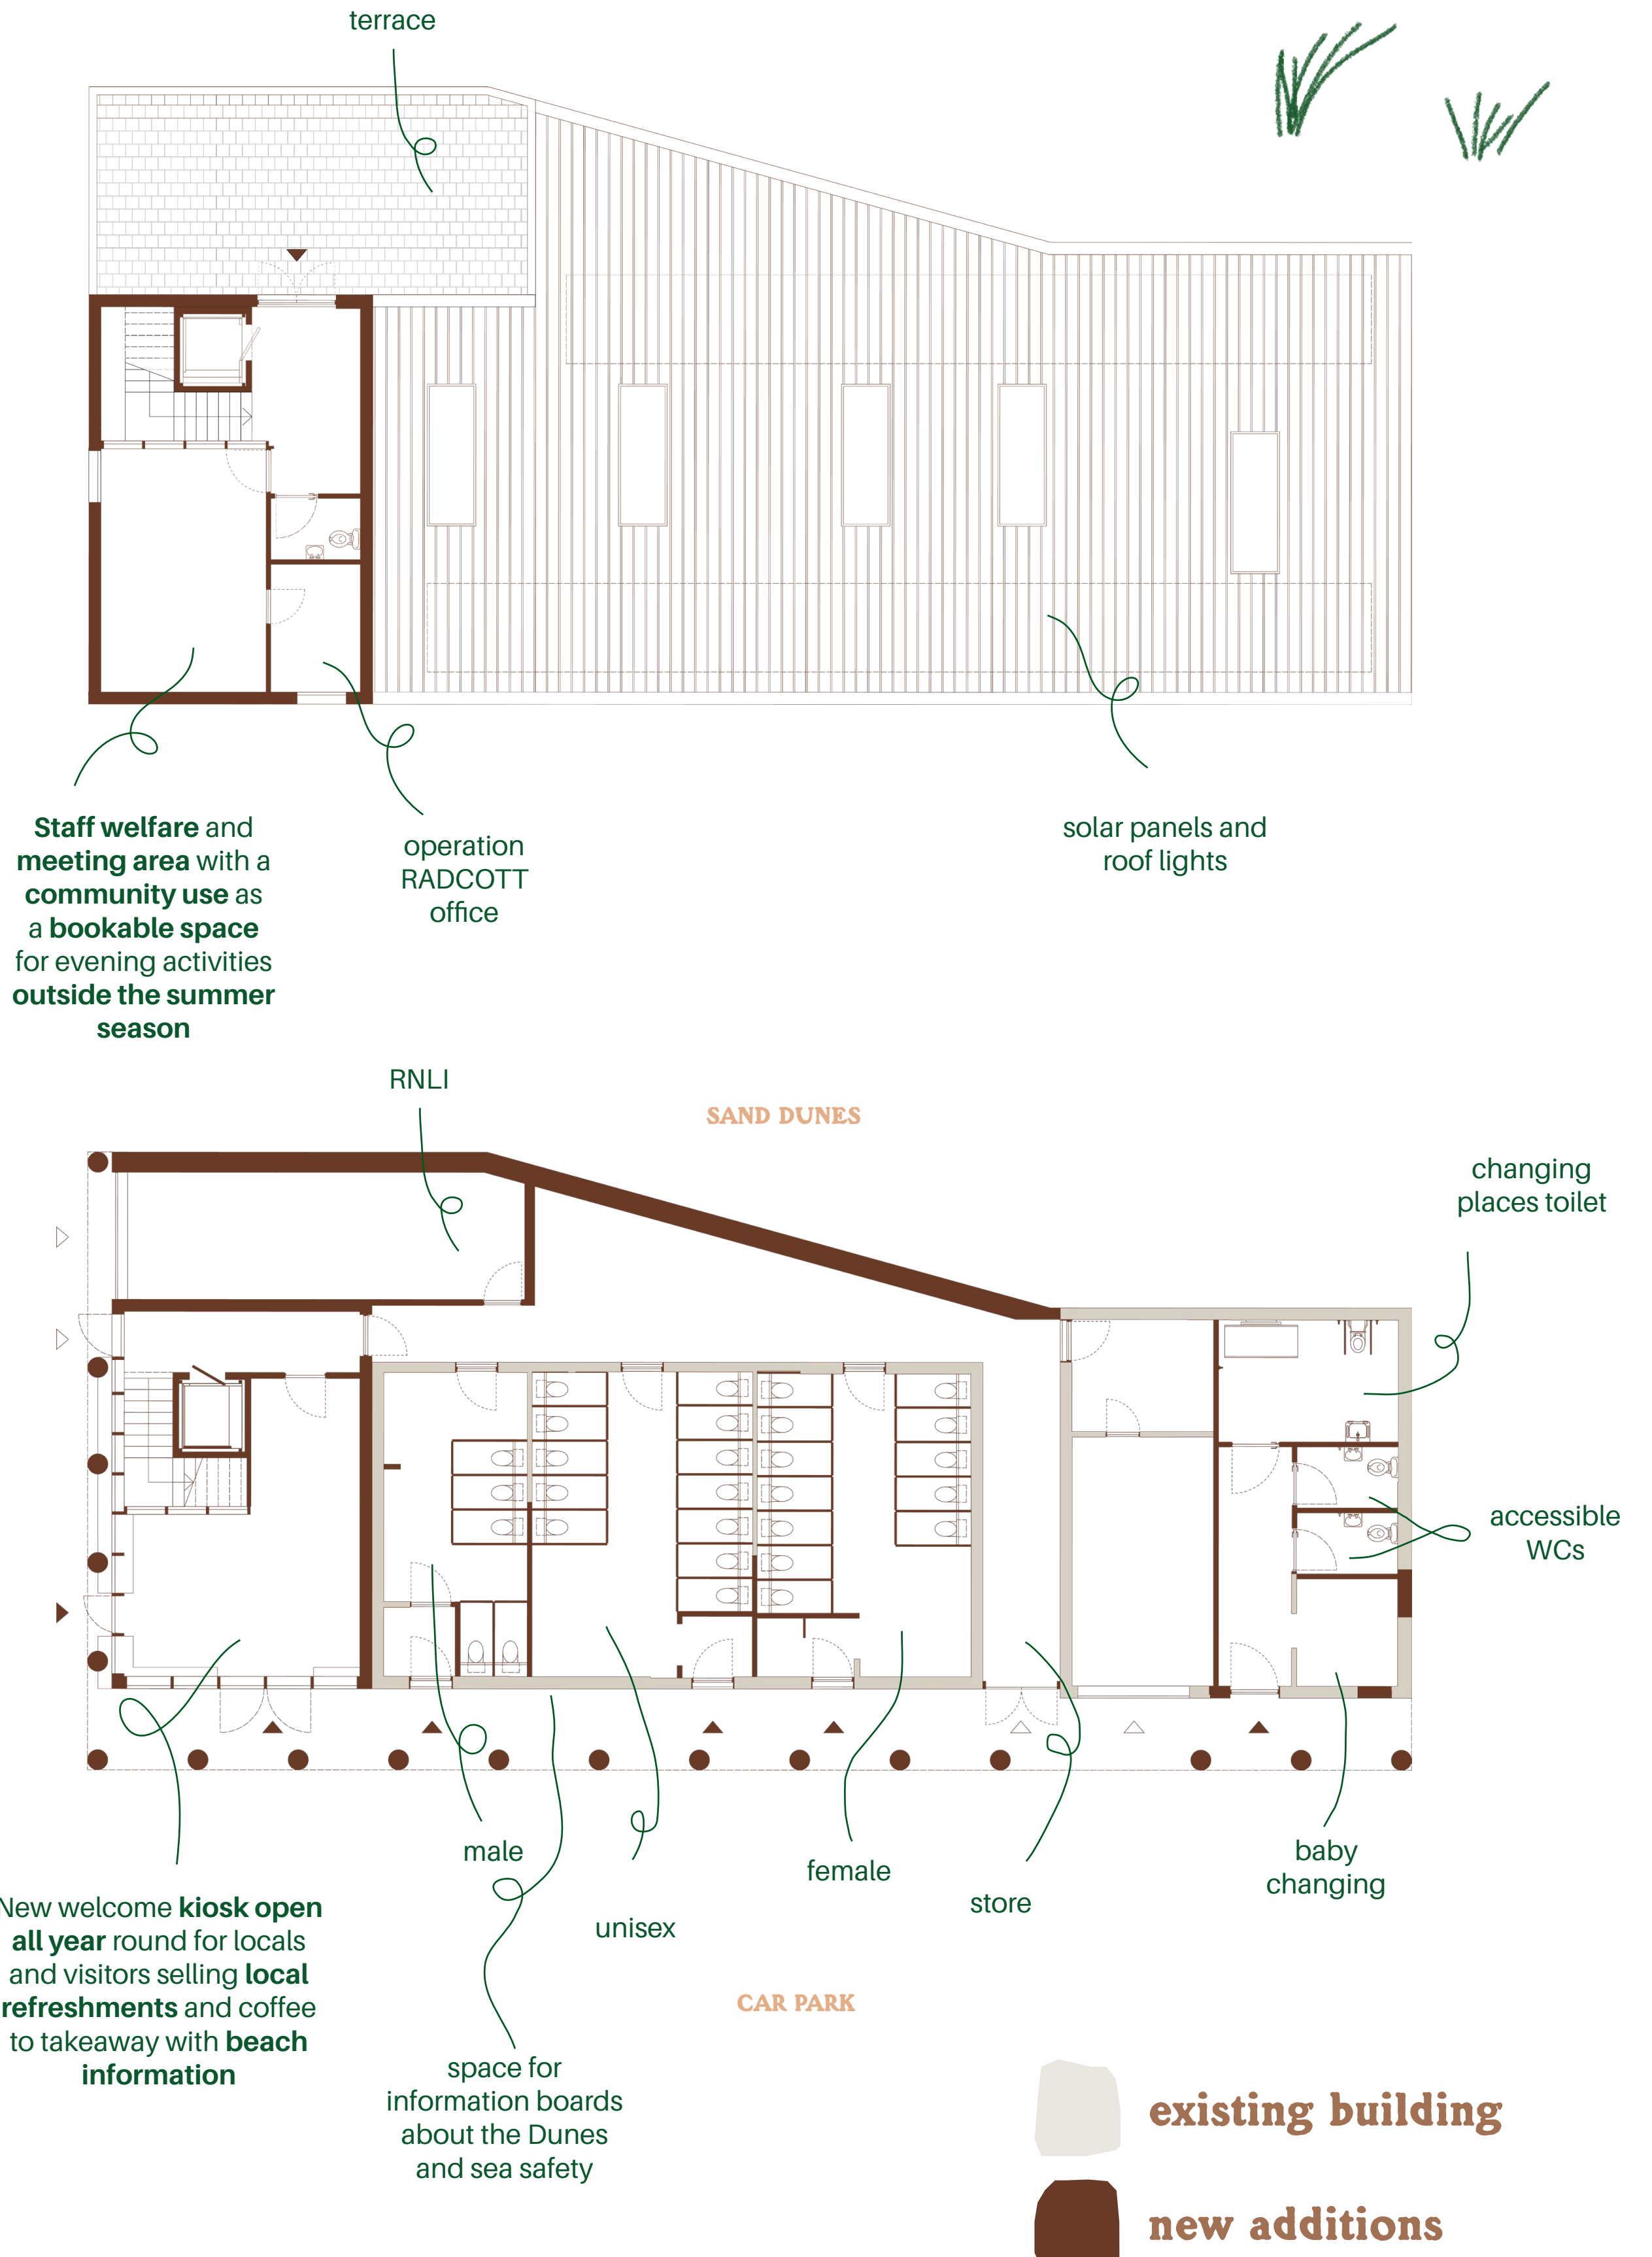 terrace
Staff welfare and
meeting area with a
community use as
a bookable space
for evening activities
outside the summer
season
operation
RADCOTT
office
solar panels and
roof lights
RNLI
SAND DUNES
changing
places toilet
accessible
WCs
New welcome kiosk open
all year round for locals
and visitors selling local
refreshments and coffee
to takeaway with beach
information
male
space for
information boards
about the Dunes
and sea safety
unisex
female
store
baby
changing
CAR PARK
existing building
new additions